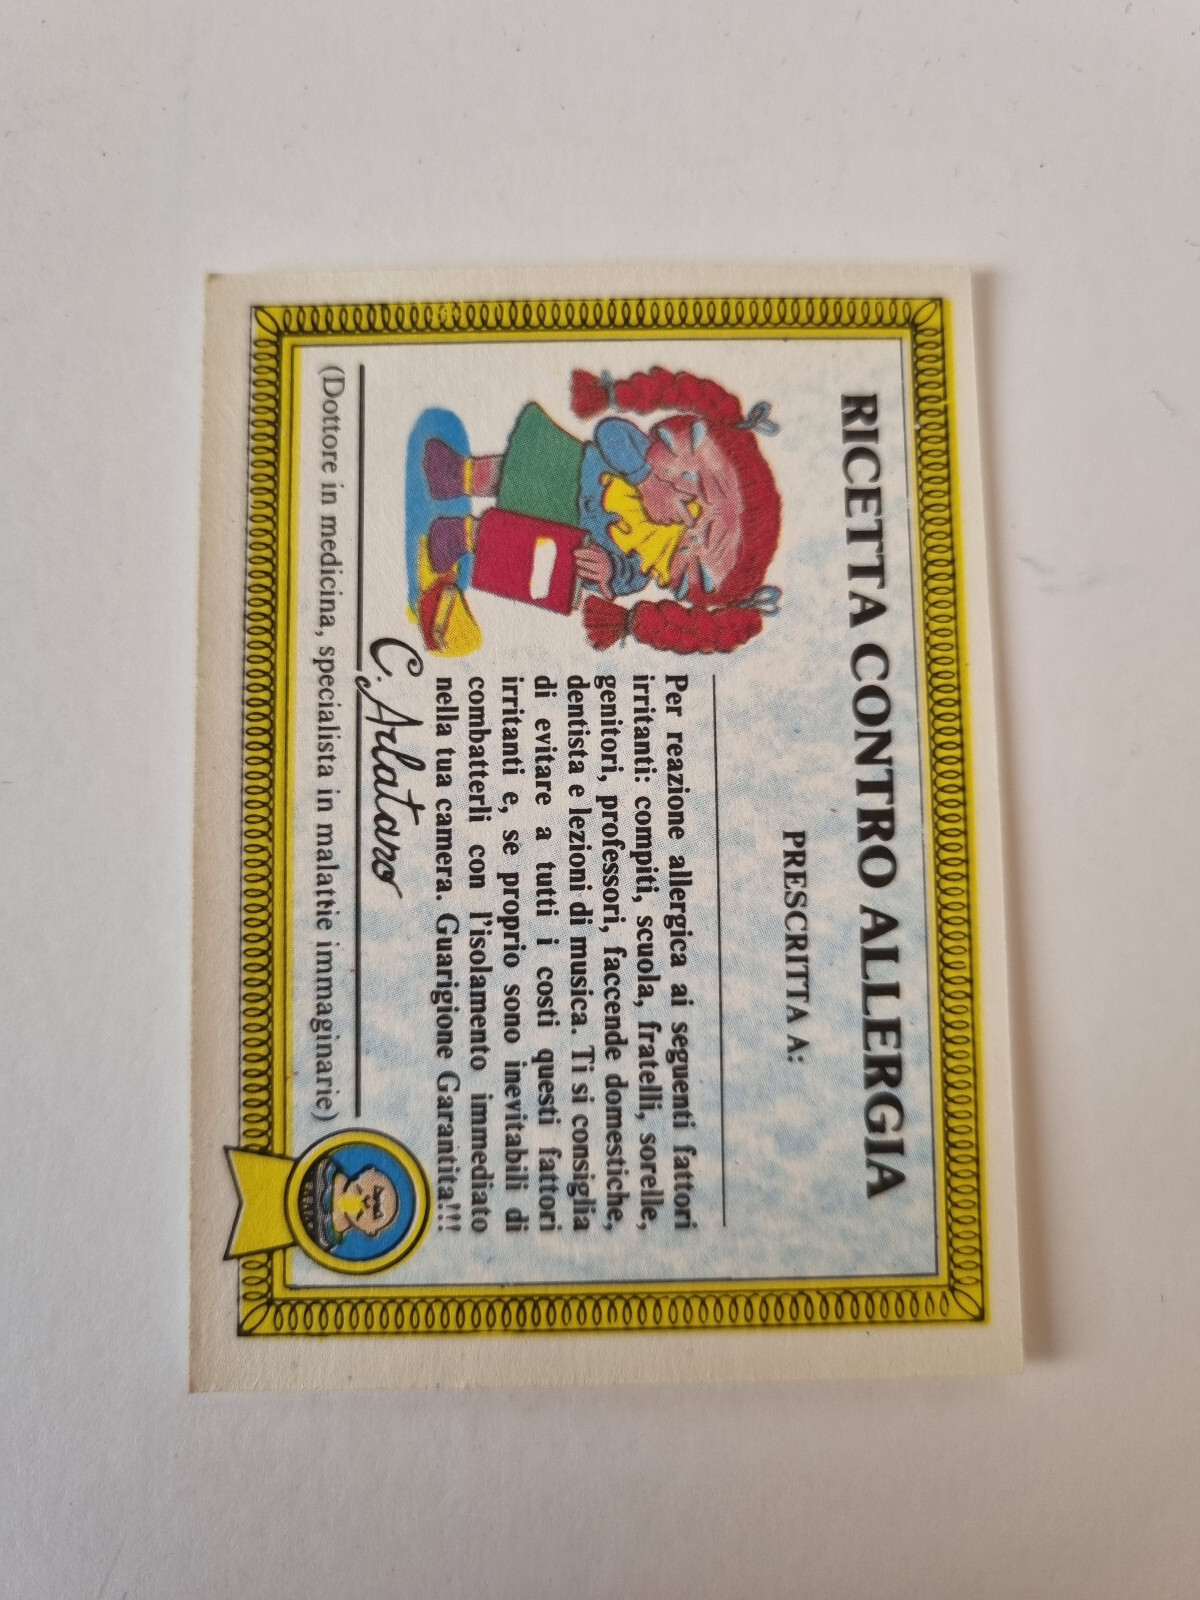 RICETTA CONTRO ALLERGIA
PRESCRITTA A:
Per reazione allergica ai seguenti fattori
irritanti: compiti, scuola, fratelli, sorelle,
genitori, professori, faccende domestiche,
dentista e lezioni di musica. Ti si consiglia
di evitare a tutti i costi questi fattori
irritanti e, se proprio sono inevitabili di
combatterli con l'isolamento immediato
nella tua camera. Guarigione Garantita!!!
C. Arlatano
(Dottore in medicina, specialista in malattie immaginarie)